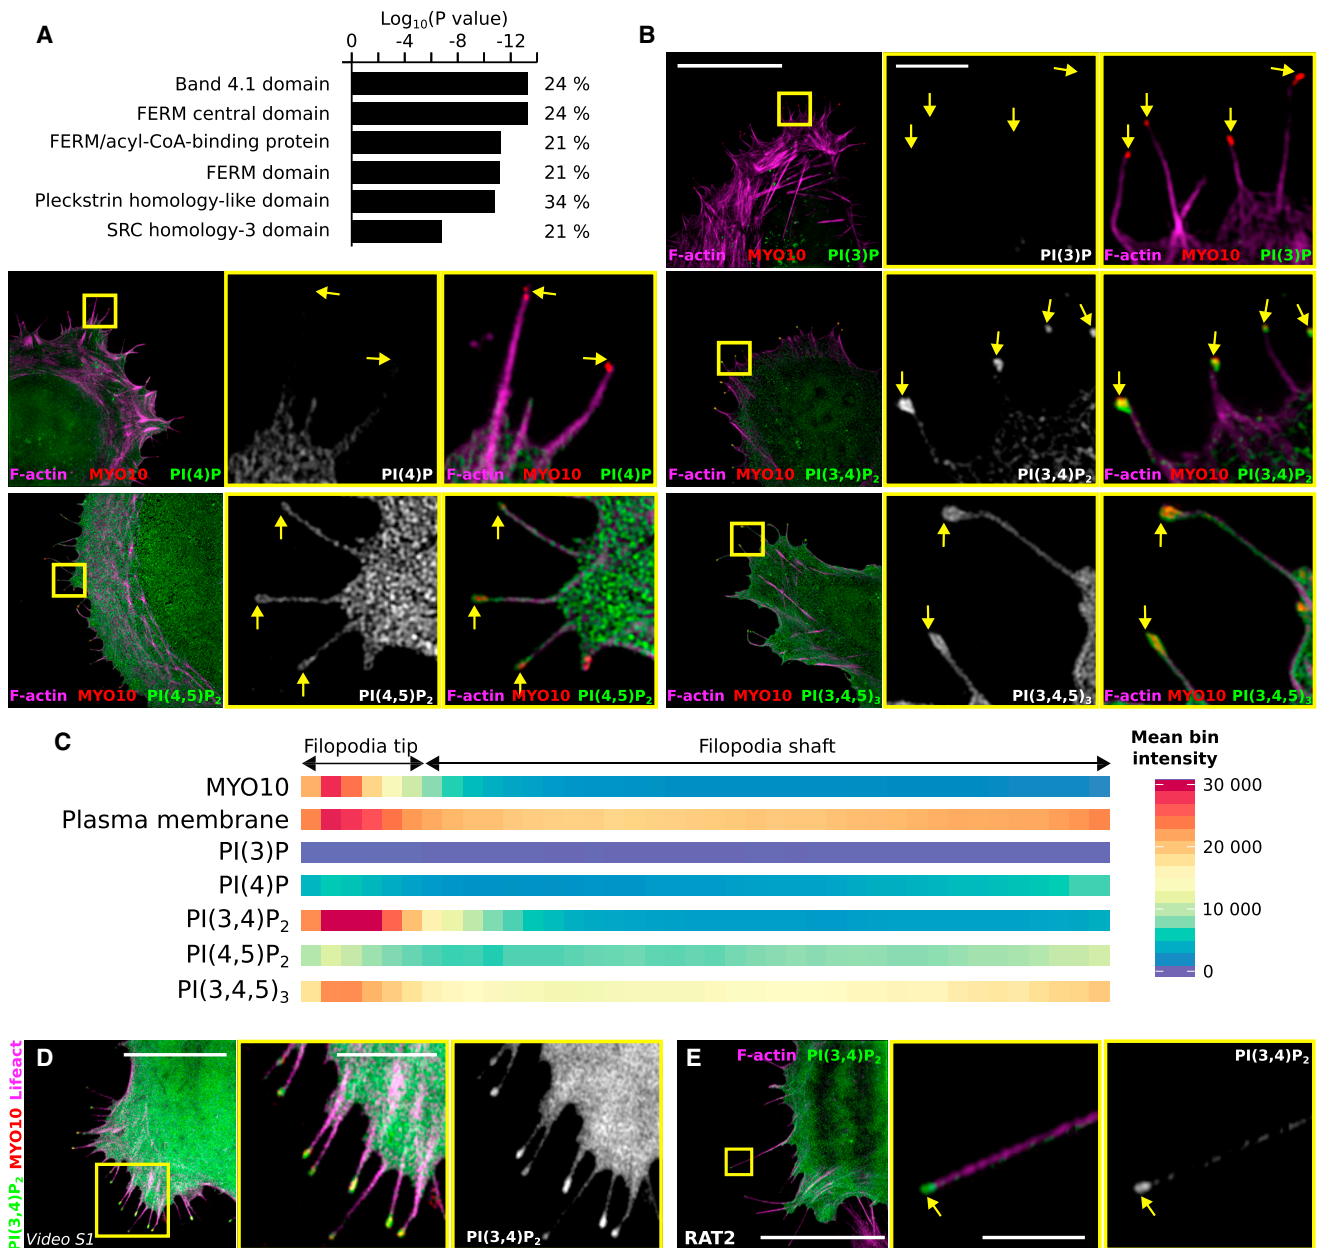 A
Log10(P value)
0 -4 -8 -12
Band 4.1 domain 24 %
FERM central domain 24 %
FERM/acyl-CoA-binding protein 21 %
FERM domain 21 %
Pleckstrin homology-like domain 34 %
SRC homology-3 domain 21 %
B
F-actin MYO10 PI(3)P
PI(3)P
F-actin MYO10 PI(3)P
F-actin MYO10 PI(4)P
PI(4)P
F-actin MYO10 PI(4)P
F-actin MYO10 PI(3,4)P2
PI(3,4)P2
F-actin MYO10 PI(3,4)P2
F-actin MYO10 PI(4,5)P2
PI(4,5)P2
F-actin MYO10 PI(4,5)P2
F-actin MYO10 PI(3,4,5)3
PI(3,4,5)3
F-actin MYO10 PI(3,4,5)3
C
Filopodia tip
Filopodia shaft
MYO10
Plasma membrane
PI(3)P
PI(4)P
PI(3,4)P2
PI(4,5)P2
PI(3,4,5)3
Mean bin
intensity
30 000
20 000
10 000
0
D
PI(3,4)P2 MYO10 Lifeact
Video S1
PI(3,4)P2
E
F-actin PI(3,4)P2
RAT2
PI(3,4)P2